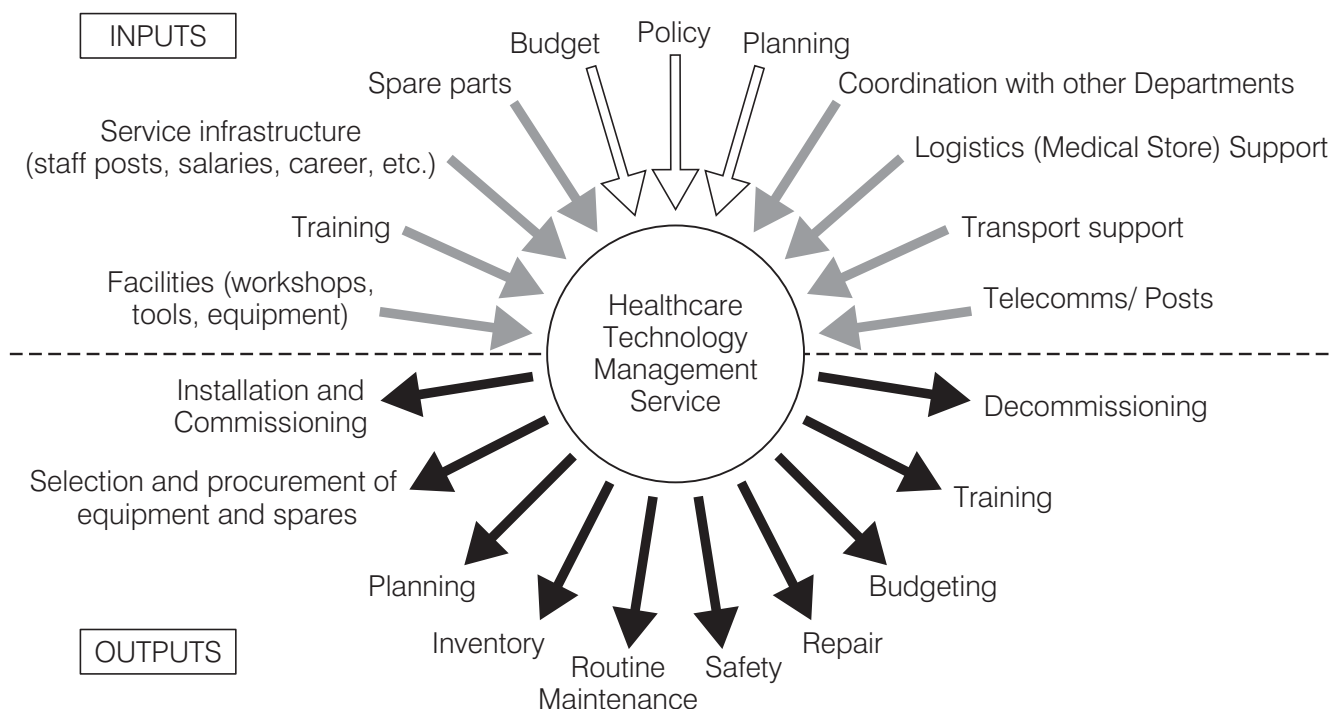 INPUTS
Budget
Policy
Planning
Spare parts
Coordination with other Departments
Service infrastructure
(staff posts, salaries, career, etc.)
Logistics (Medical Store) Support
Training
Transport support
Facilities (workshops,
tools, equipment)
Telecomms/ Posts
Healthcare
Technology
Management
Service
Installation and
Commissioning
Decommissioning
Selection and procurement of
equipment and spares
Training
Planning
Budgeting
Inventory
Repair
Routine
Maintenance
Safety
OUTPUTS